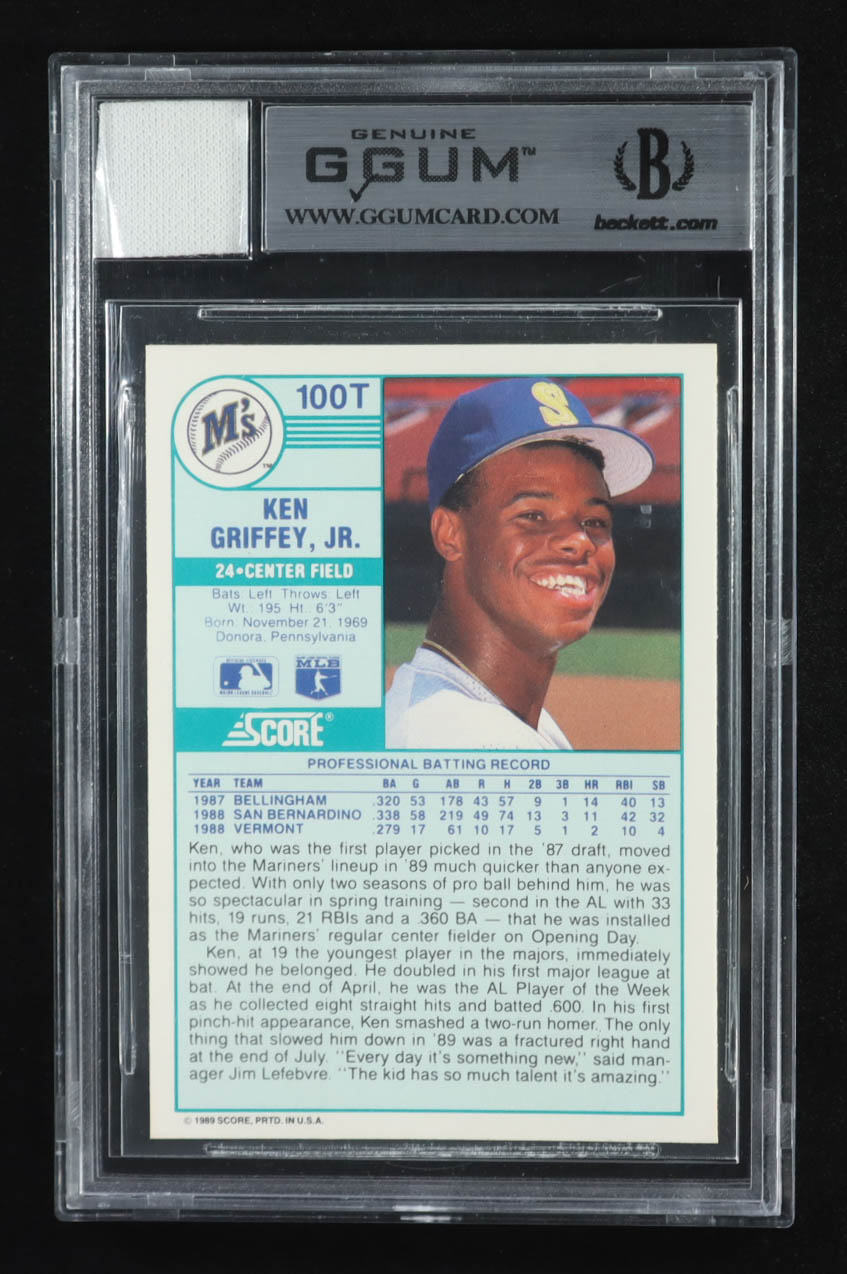 GENUINE
GGUM™
WWW.GGUMCARD.COM
B
beckett.com
M's
TM
100T
S
KEN
GRIFFEY, JR.
24•CENTER FIELD
Bats: Left Throws: Left
Wt.: 195 Ht.: 6'3"
Born: November 21, 1969
Donora, Pennsylvania
MAJOR LEAGUE BASEBALL
MLB
SCORE®
PROFESSIONAL BATTING RECORD
YEAR TEAM BA G AB R H 2B 3B HR RBI SB
1987 BELLINGHAM .320 53 178 43 57 9 1 14 40 13
1988 SAN BERNARDINO .338 58 219 49 74 13 3 11 42 32
1988 VERMONT .279 17 61 10 17 5 1 2 10 4
Ken, who was the first player picked in the '87 draft, moved
into the Mariners' lineup in '89 much quicker than anyone ex-
pected. With only two seasons of pro ball behind him, he was
so spectacular in spring training — second in the AL with 33
hits, 19 runs, 21 RBIs and a .360 BA — that he was installed
as the Mariners' regular center fielder on Opening Day.
Ken, at 19 the youngest player in the majors, immediately
showed he belonged. He doubled in his first major league at
bat. At the end of April, he was the AL Player of the Week
as he collected eight straight hits and batted .600. In his first
pinch-hit appearance, Ken smashed a two-run homer. The only
thing that slowed him down in '89 was a fractured right hand
at the end of July. "Every day it's something new," said man-
ager Jim Lefebvre. "The kid has so much talent it's amazing."
© 1989 SCORE, PRTD. IN U.S.A.